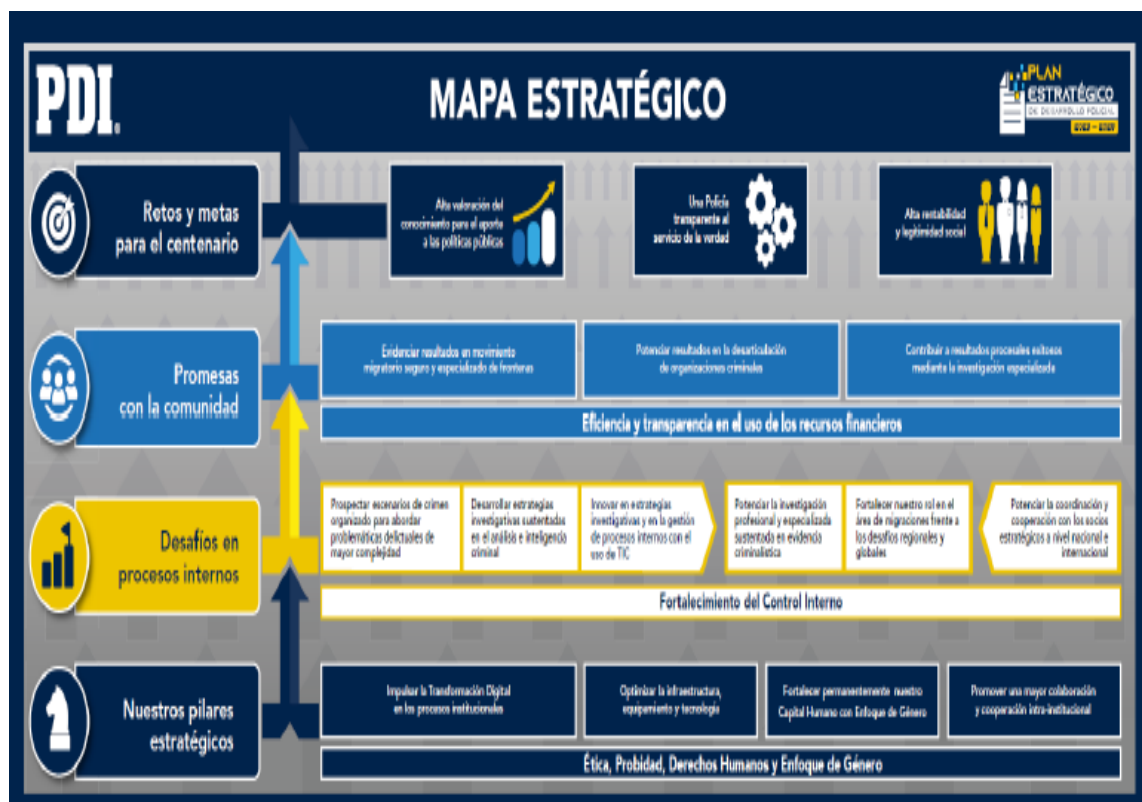 PDI.
MAPA ESTRATÉGICO
PLAN
ESTRATÉGICO
DE DESARROLLO POLICIAL
Retos y metas
para el centenario
Alta valoración del
conocimiento para el aporte
a las políticas públicas
Una Policía
transparente al
servicio de la verdad
Alta rentabilidad
y legitimidad social
Promesas
con la comunidad
Evidenciar resultados en movimiento
migratorio seguro y especializado de fronteras
Potenciar resultados en la desarticulación
de organizaciones criminales
Contribuir a resultados procesales exitosos
mediante la investigación especializada
Eficiencia y transparencia en el uso de los recursos financieros
Desafíos en
procesos internos
Prospectar escenarios de crimen
organizado para abordar
problemáticas delictuales de
mayor complejidad
Desarrollar estrategias
investigativas sustentadas
en el análisis e inteligencia
criminal
Innovar en estrategias
investigativas y en la gestión
de procesos internos con el
uso de TIC
Potenciar la investigación
profesional y especializada
sustentada en evidencia
criminalística
Fortalecer nuestro rol en el
área de migraciones frente a
los desafíos regionales y
globales
Potenciar la coordinación y
cooperación con los socios
estratégicos a nivel nacional e
internacional
Fortalecimiento del Control Interno
Nuestros pilares
estratégicos
Impulsar la Transformación Digital
en los procesos institucionales
Optimizar la infraestructura,
equipamiento y tecnología
Fortalecer permanentemente nuestro
Capital Humano con Enfoque de Género
Promover una mayor colaboración
y cooperación intra-institucional
Ética, Probidad, Derechos Humanos y Enfoque de Género